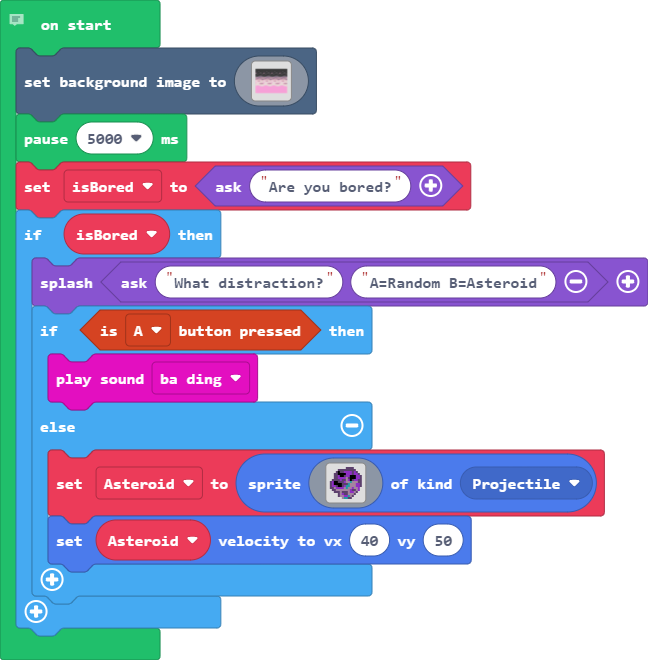 on start
set background image to
pause 5000 ms
set isBored to ask "Are you bored?"
if isBored then
splash ask "What distraction?" "A=Random B=Asteroid"
if is A button pressed then
play sound ba ding
else
set Asteroid to sprite of kind Projectile
set Asteroid velocity to vx 40 vy 50